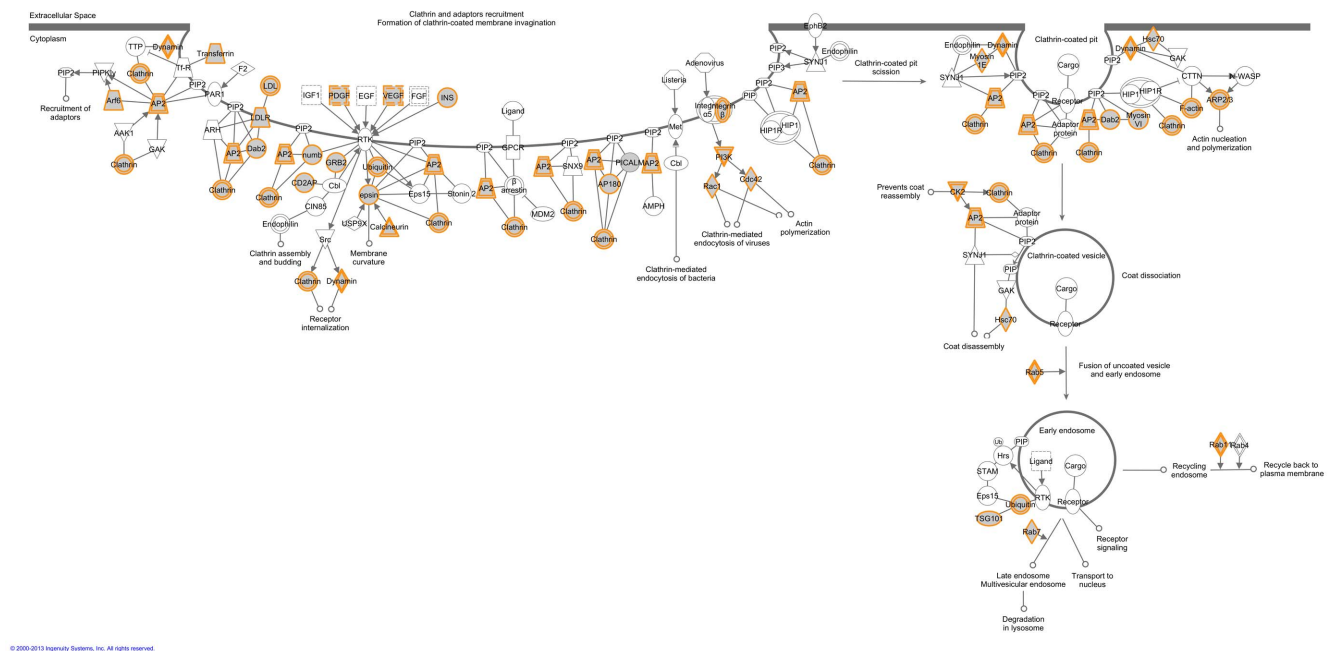 Extracellular Space
Cytoplasm
Clathrin and adaptors recruitment
Formation of clathrin-coated membrane invagination
TTP
Dynamin
Transferrin
Clathrin
Tf-R
F2
PIP2
PIPKIγ
PIP2
PAR1
LDL
Arf6
AP2
PIP2
LDLR
Recruitment of
adaptors
AAK1
GAK
ARH
Clathrin
AP2
Dab2
Clathrin
IGF1
PDGF
EGF
VEGF
FGF
INS
PIP2
RTK
PIP2
AP2
numb
GRB2
Ubiquitin
AP2
Clathrin
CD2AP
Cbl
epsin
Eps15
Stonin 2
CIN85
Endophilin
Src
USP9X
Calcineurin
Clathrin
Clathrin assembly
and budding
Membrane
curvature
Clathrin
Dynamin
Receptor
internalization
Ligand
PIP2
GPCR
AP2
β
arrestin
MDM2
Clathrin
PIP2
AP2
SNX9
Clathrin
PIP2
AP2
PICALM
AP180
Clathrin
PIP2
AP2
AMPH
Listeria
Met
Cbl
Clathrin-mediated
endocytosis of bacteria
Adenovirus
Integrin
α5
Integrin
β
PI3K
Rac1
Cdc42
Clathrin-mediated
endocytosis of viruses
Actin
polymerization
EphB2
PIP2
Endophilin
PIP3
SYNJ1
PIP
PIP2
AP2
HIP1R
HIP1
Clathrin
Clathrin-coated pit
scission
Endophilin
Dynamin
Myosin
1E
SYNJ1
PIP2
AP2
Clathrin
Clathrin-coated pit
Cargo
Receptor
AP2
Adaptor
protein
Clathrin
PIP2
Dynamin
Hsc70
GAK
PIP2
AP2
Dab2
Myosin
VI
Clathrin
HIP1
HIP1R
Clathrin
CTTN
N-WASP
F-actin
ARP2/3
Actin nucleation
and polymerization
Prevents coat
reassembly
CK2
Clathrin
AP2
Adaptor
protein
PIP2
SYNJ1
Clathrin-coated vesicle
PIP
GAK
Cargo
Hsc70
Receptor
Coat disassembly
Coat dissociation
Rab5
Fusion of uncoated vesicle
and early endosome
Early endosome
Ub
PIP
Hrs
Ligand
Cargo
STAM
Eps15
Ubiquitin
RTK
Receptor
TSG101
Rab7
Receptor
signaling
Late endosome
Multivesicular endosome
Transport to
nucleus
Degradation
in lysosome
Recycling
endosome
Rab11
Rab4
Recycle back to
plasma membrane
© 2000-2013 Ingenuity Systems, Inc. All rights reserved.